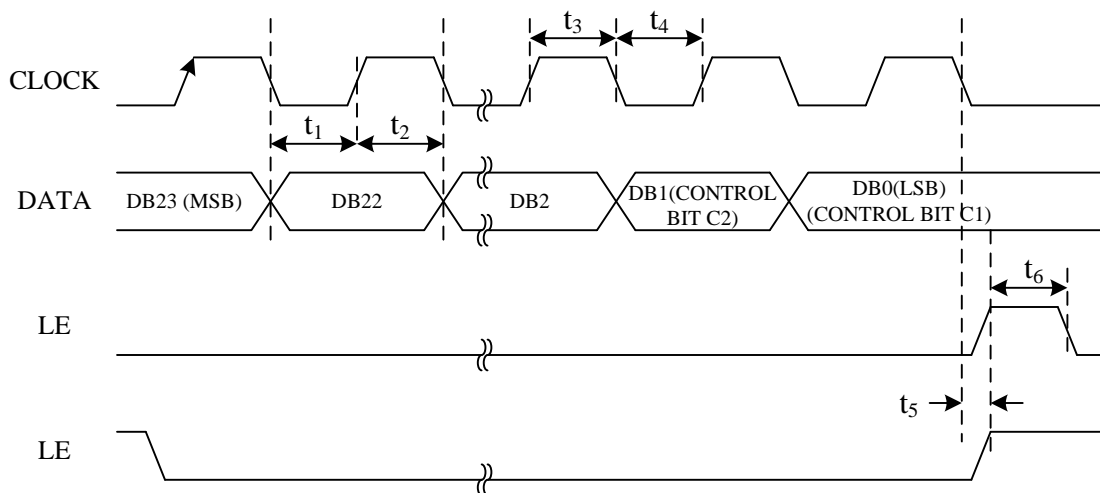 t₃
t₄
CLOCK
t₁
t₂
DATA
DB23 (MSB)
DB22
DB2
DB1(CONTROL
BIT C2)
DB0(LSB)
(CONTROL BIT C1)
t₆
LE
t₅
LE